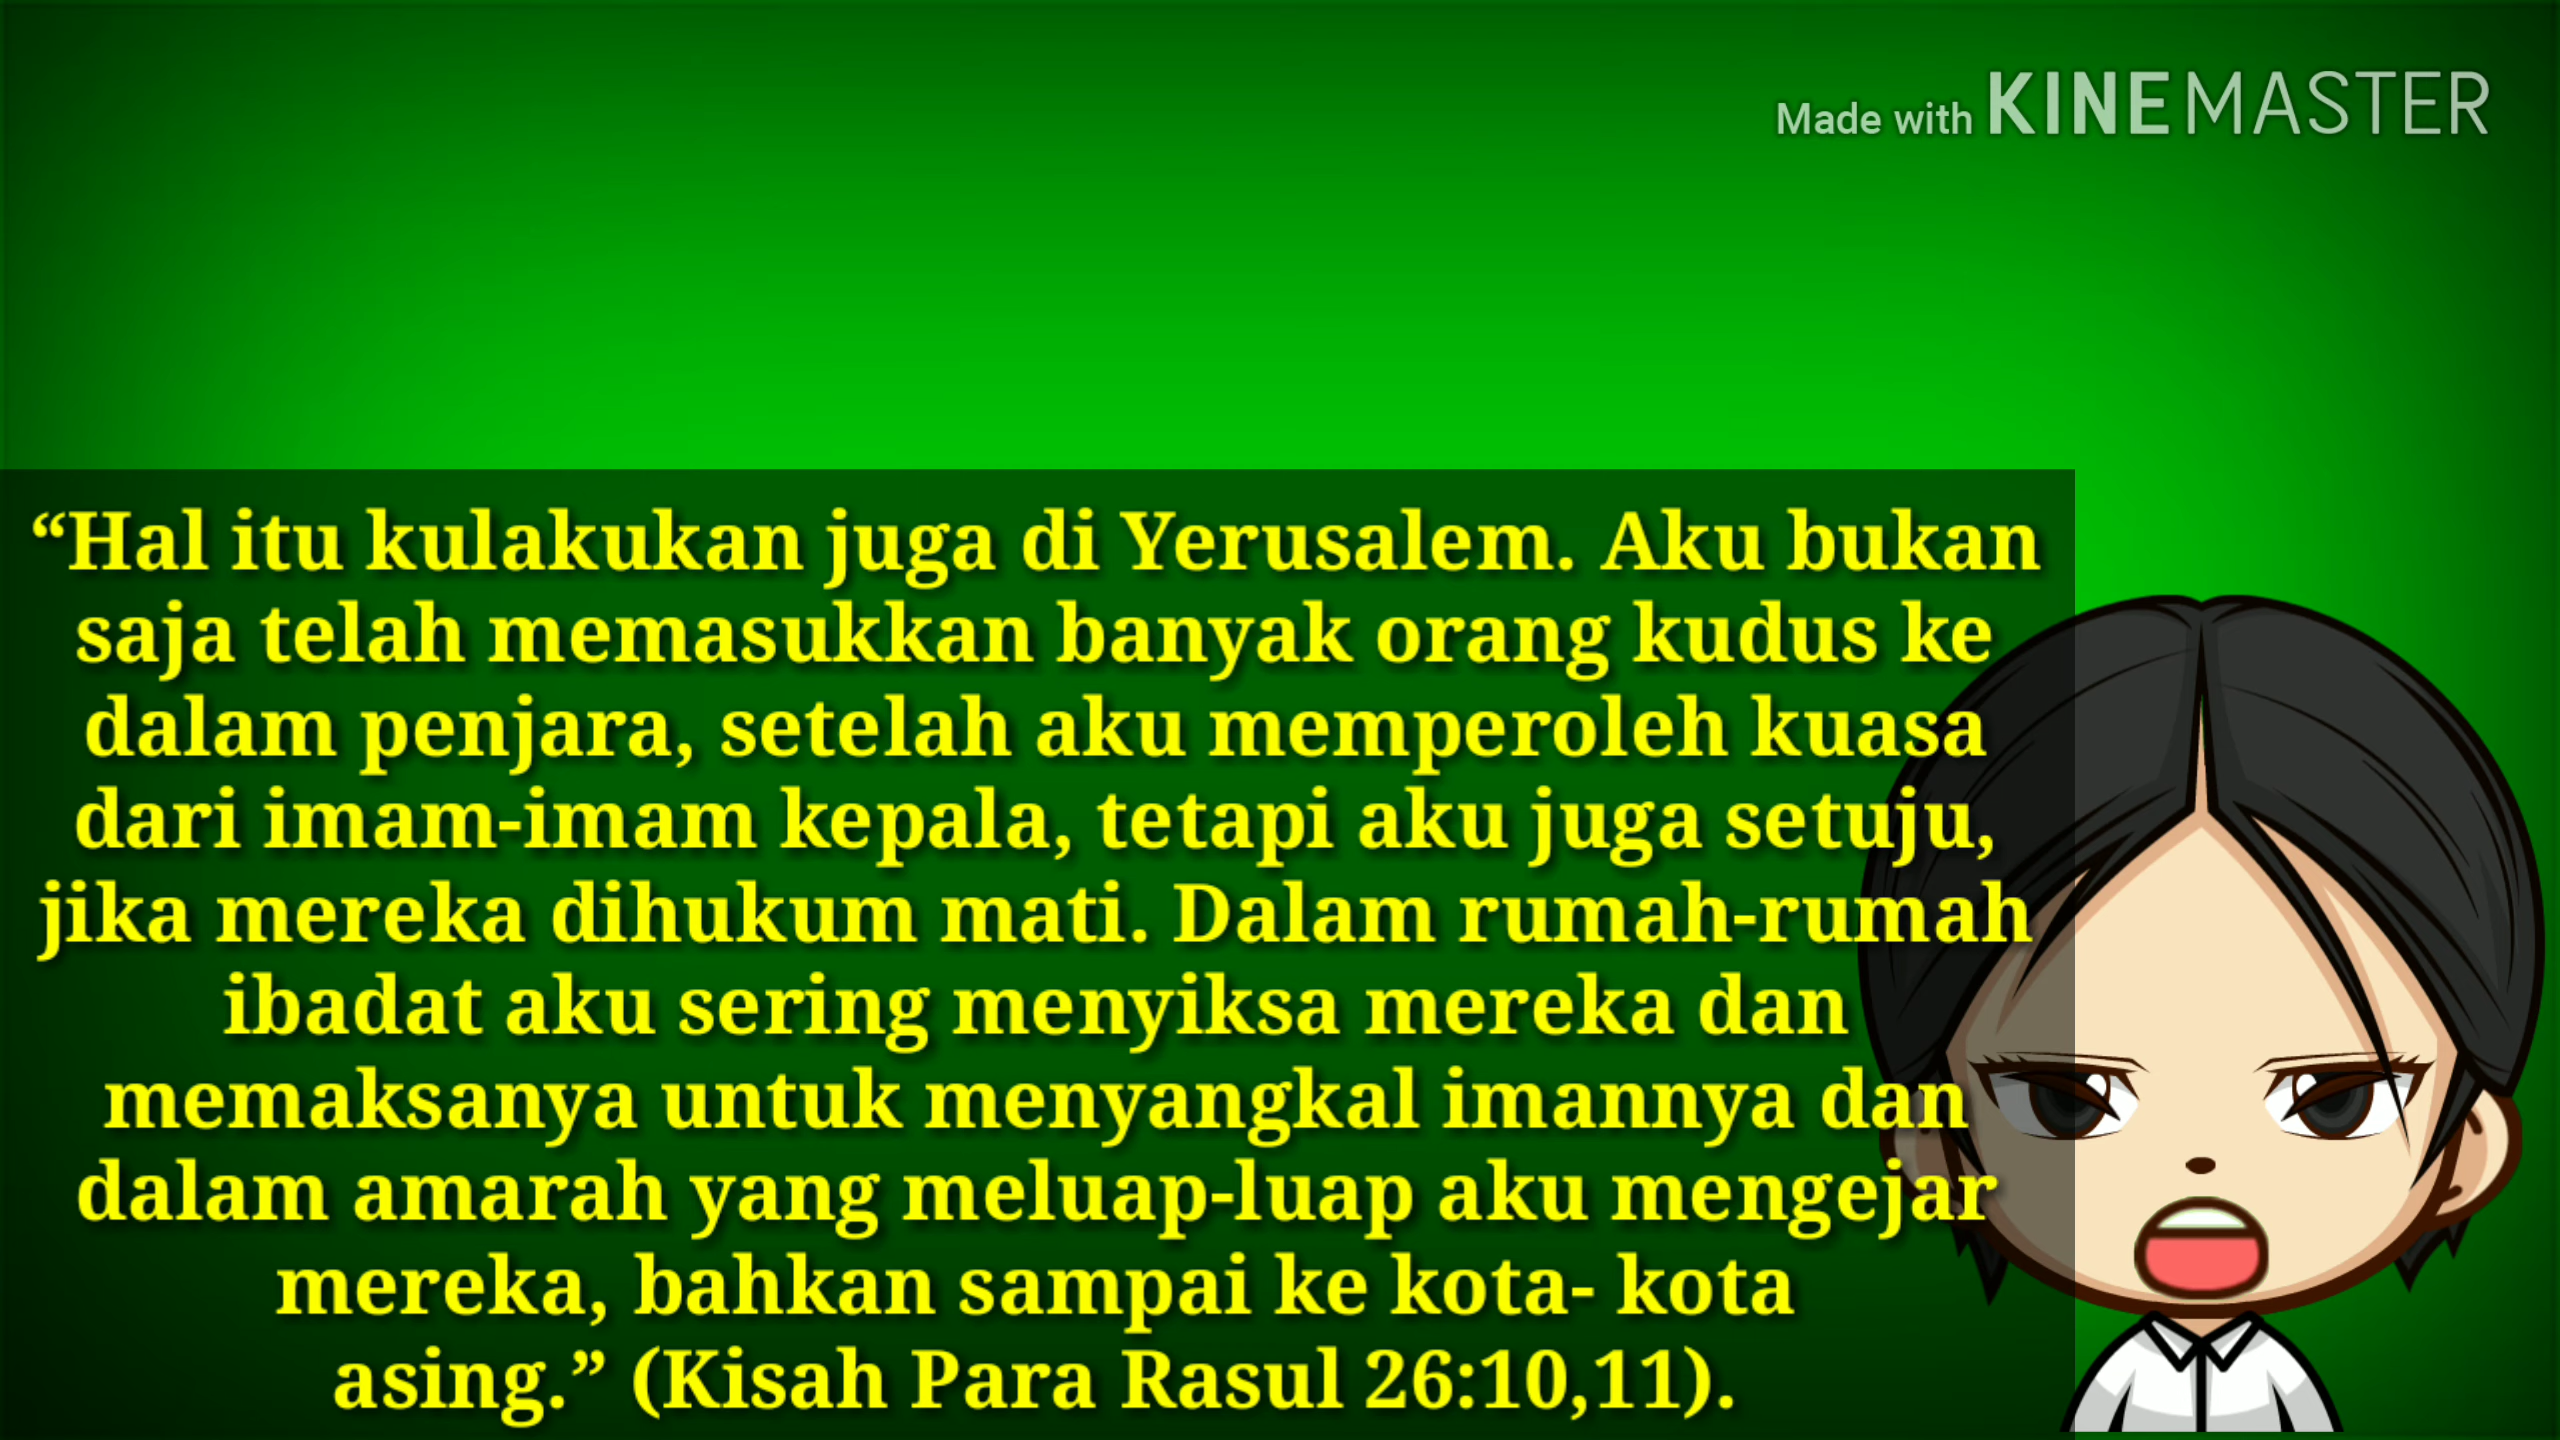 Made with KINEMASTER
“Hal itu kulakukan juga di Yerusalem. Aku bukan
saja telah memasukkan banyak orang kudus ke
dalam penjara, setelah aku memperoleh kuasa
dari imam-imam kepala, tetapi aku juga setuju,
jika mereka dihukum mati. Dalam rumah-rumah
ibadat aku sering menyiksa mereka dan
memaksanya untuk menyangkal imannya dan
dalam amarah yang meluap-luap aku mengejar
mereka, bahkan sampai ke kota- kota
asing.” (Kisah Para Rasul 26:10,11).